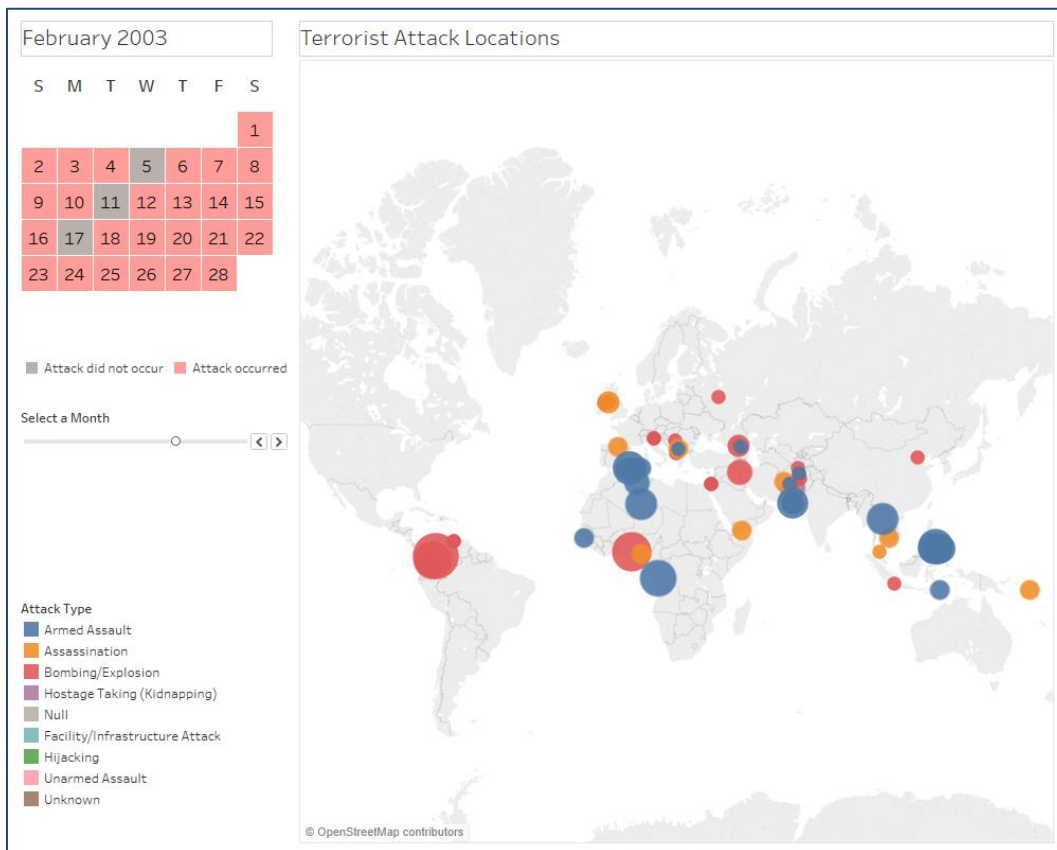 February 2003
S M T W T F S
1
2 3 4 5 6 7 8
9 10 11 12 13 14 15
16 17 18 19 20 21 22
23 24 25 26 27 28
Attack did not occur Attack occurred
Select a Month
Attack Type
Armed Assault
Assassination
Bombing/Explosion
Hostage Taking (Kidnapping)
Null
Facility/Infrastructure Attack
Hijacking
Unarmed Assault
Unknown
Terrorist Attack Locations
© OpenStreetMap contributors